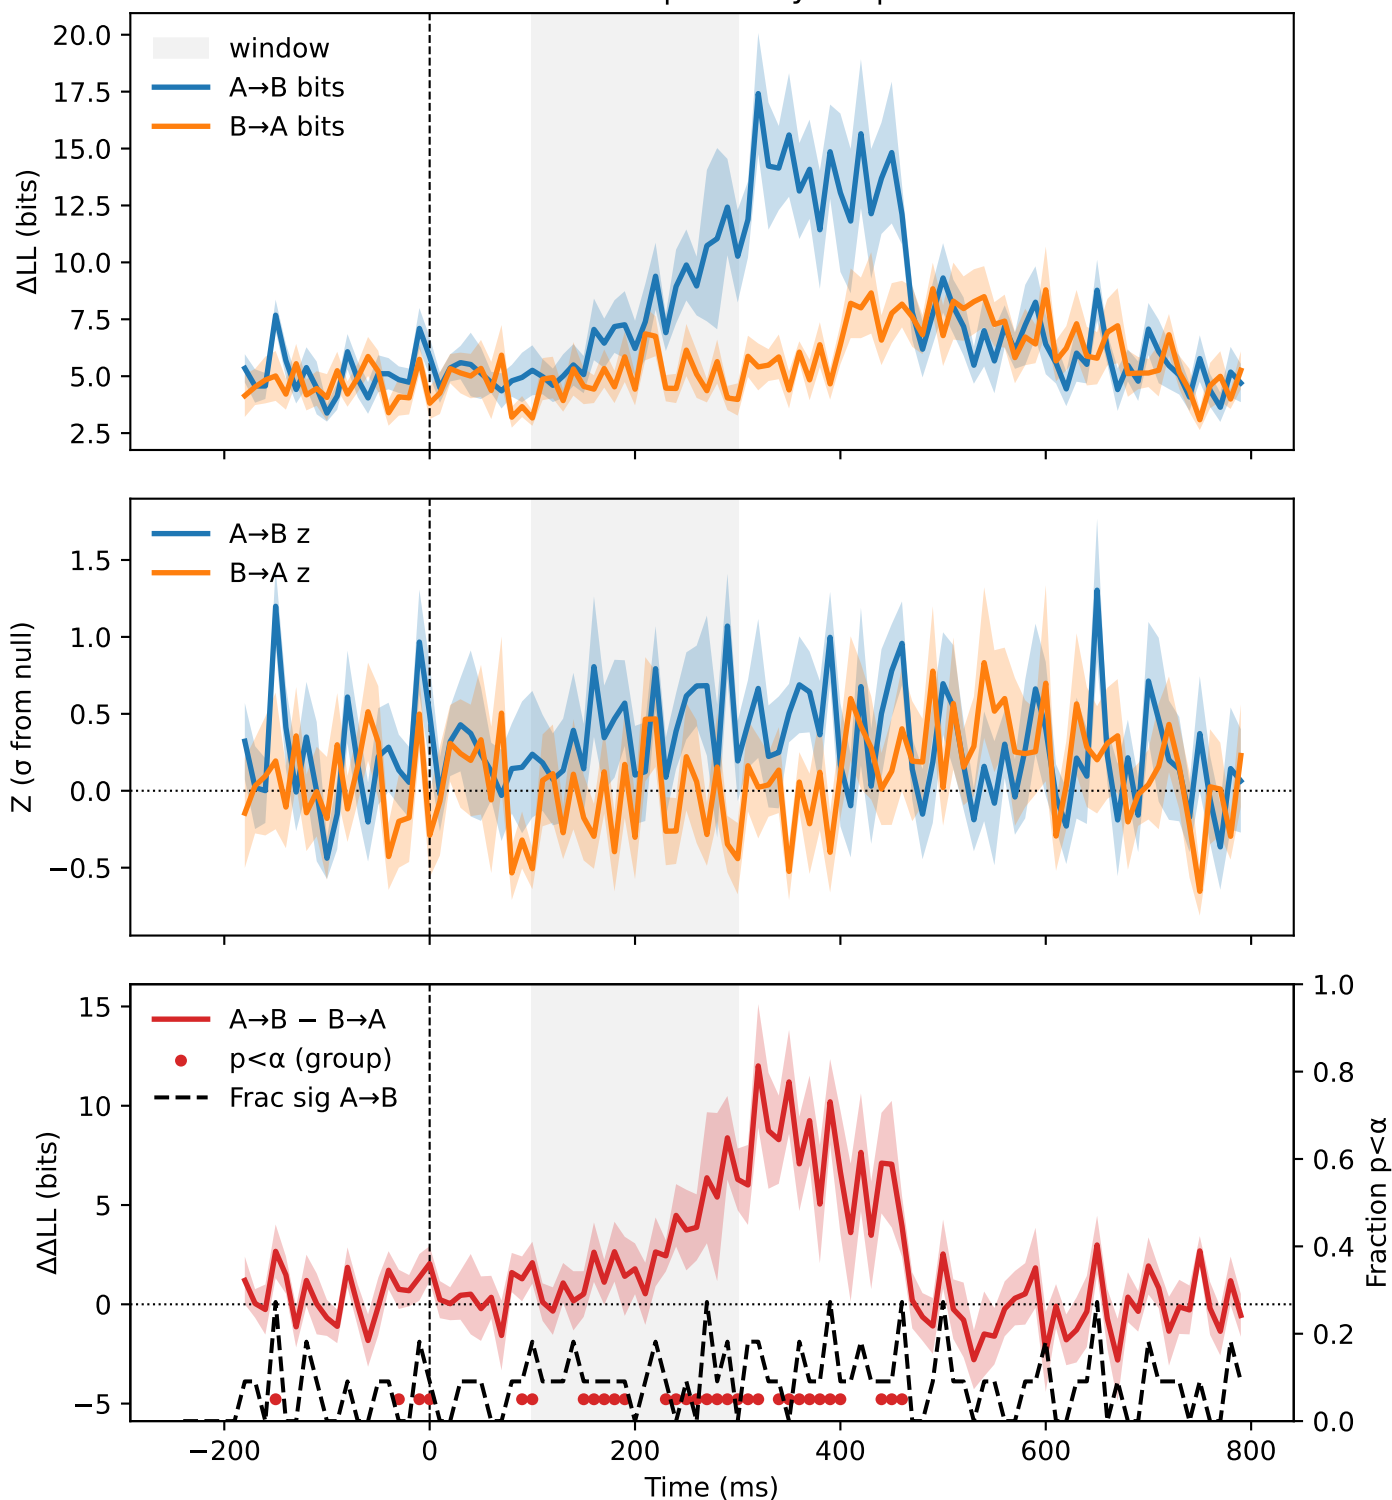 20.0
17.5
15.0
12.5
10.0
7.5
5.0
2.5
ΔLL (bits)
window
A→B bits
B→A bits
1.5
1.0
0.5
0.0
−0.5
Z (σ from null)
A→B z
B→A z
15
10
5
0
−5
ΔΔLL (bits)
A→B − B→A
p<α (group)
Frac sig A→B
1.0
0.8
0.6
0.4
0.2
0.0
Fraction p<α
−200
0
200
400
600
800
Time (ms)